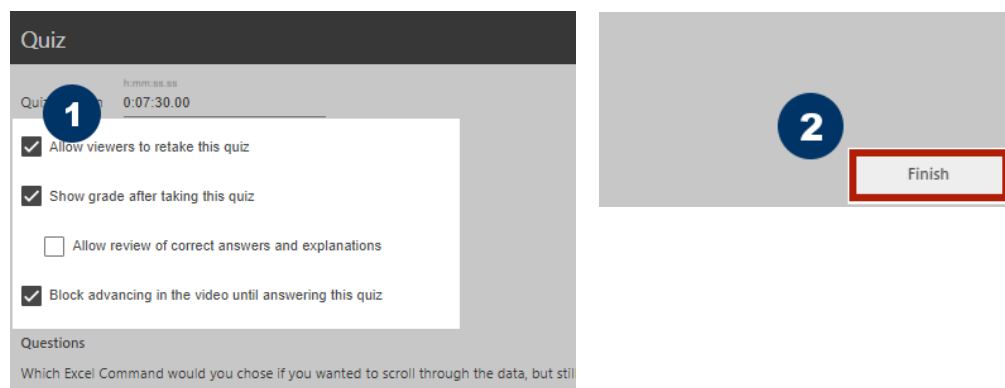 Quiz
h:mm:ss.ss
0:07:30.00
1
Allow viewers to retake this quiz
Show grade after taking this quiz
Allow review of correct answers and explanations
Block advancing in the video until answering this quiz
Questions
Which Excel Command would you chose if you wanted to scroll through the data, but still
2
Finish